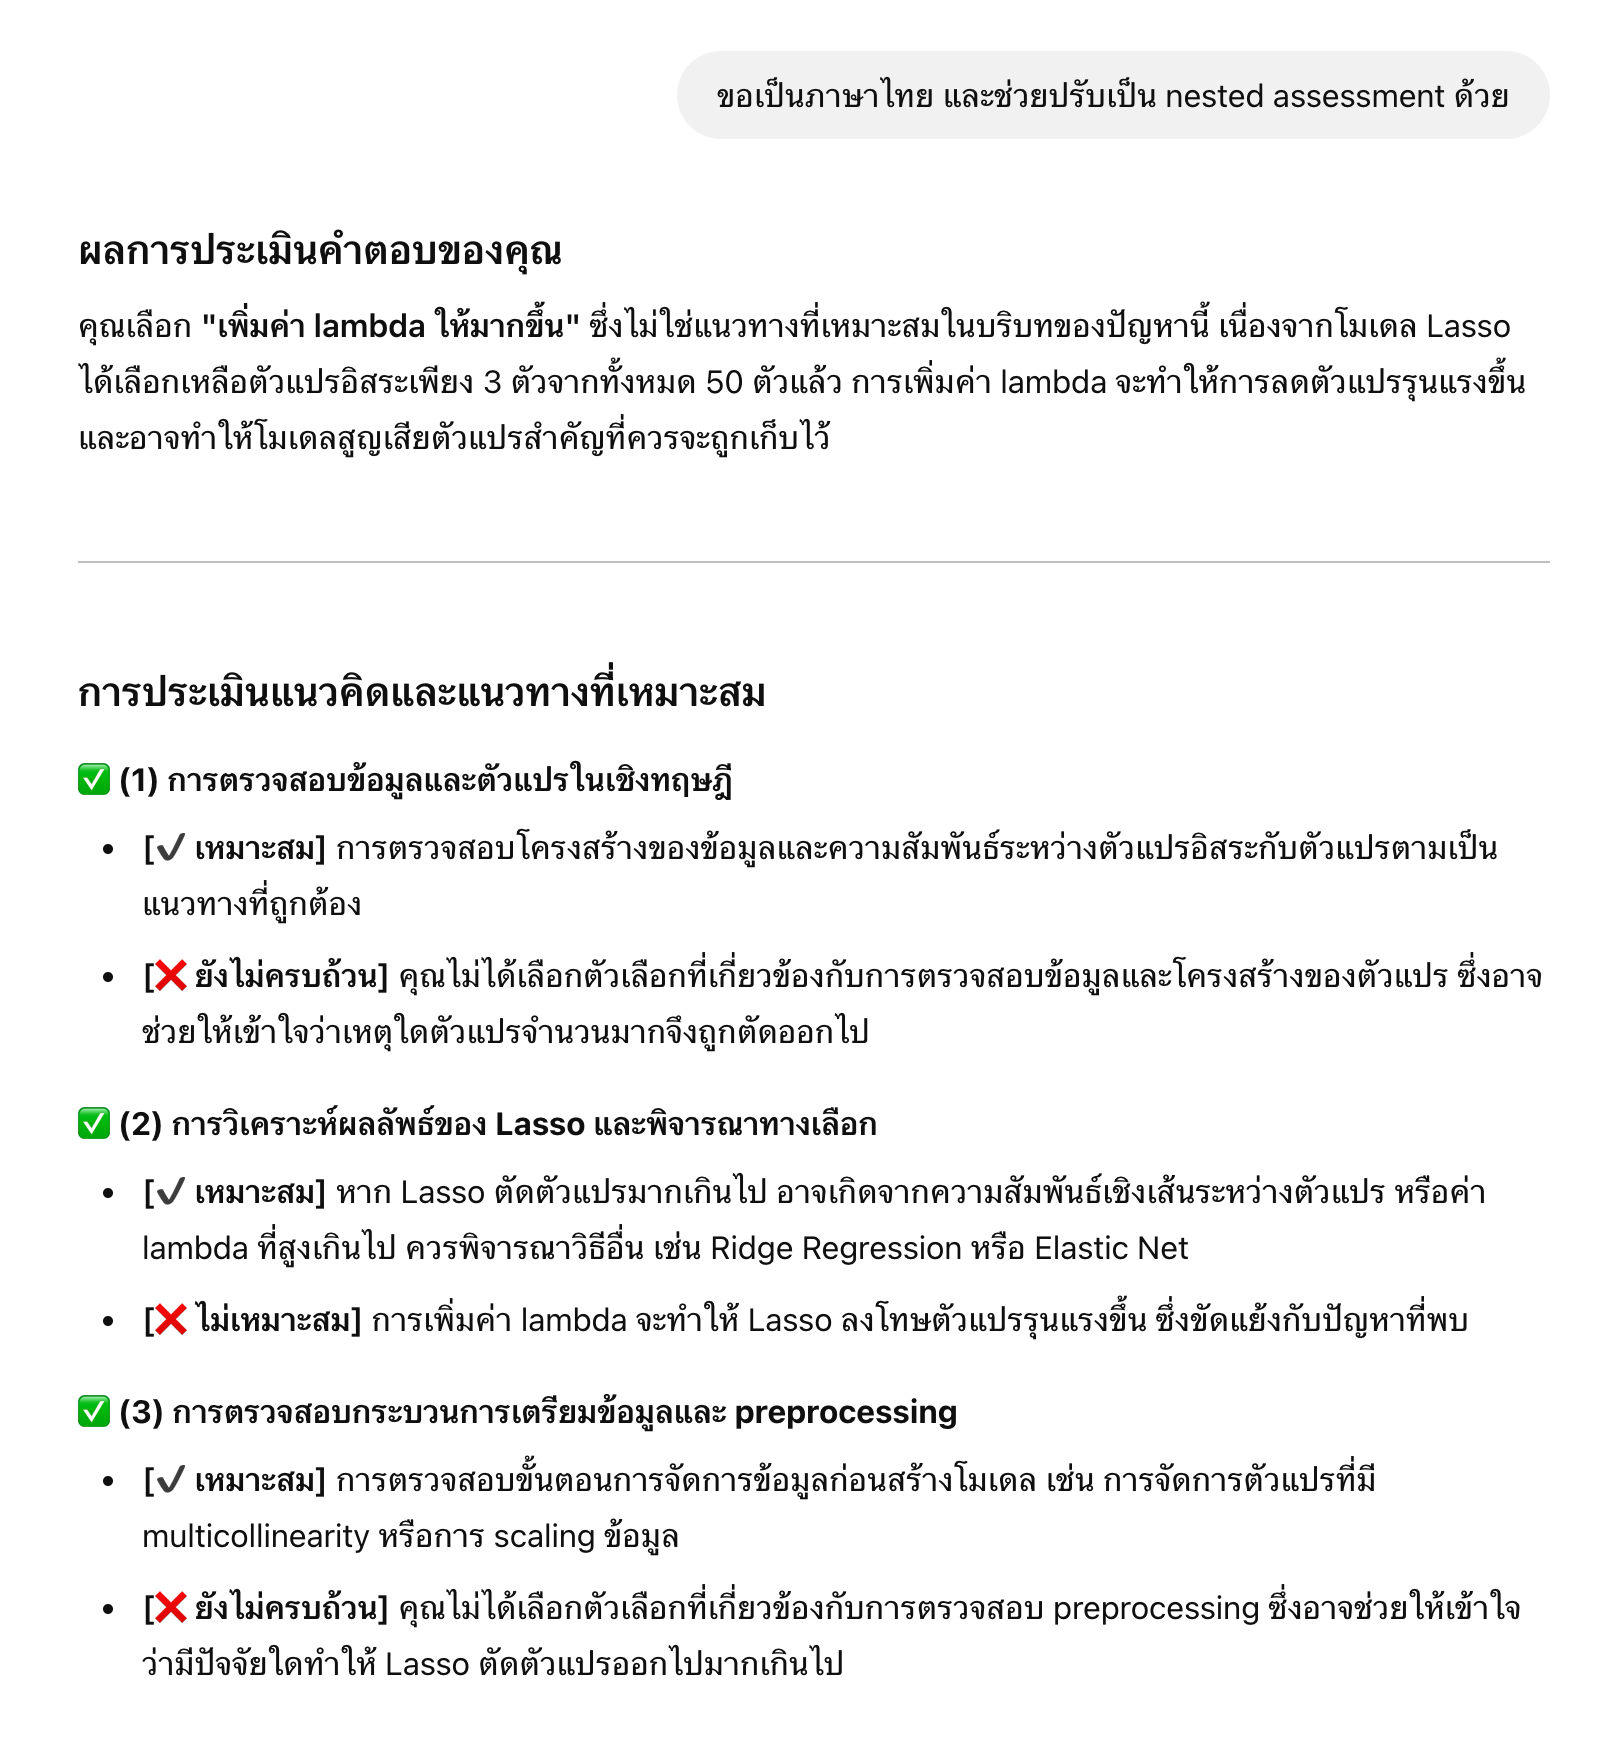 ขอเป็นภาษาไทย และช่วยปรับเป็น nested assessment ด้วย
ผลการประเมินคำตอบของคุณ
คุณเลือก "เพิ่มค่า lambda ให้มากขึ้น" ซึ่งไม่ใช่แนวทางที่เหมาะสมในบริบทของปัญหานี้ เนื่องจากโมเดล Lasso
ได้เลือกเหลือตัวแปรอิสระเพียง 3 ตัวจากทั้งหมด 50 ตัวแล้ว การเพิ่มค่า lambda จะทำให้การลดตัวแปรรุนแรงขึ้น
และอาจทำให้โมเดลสูญเสียตัวแปรสำคัญที่ควรจะถูกเก็บไว้
การประเมินแนวคิดและแนวทางที่เหมาะสม
✅ (1) การตรวจสอบข้อมูลและตัวแปรในเชิงทฤษฎี
• [✔ เหมาะสม] การตรวจสอบโครงสร้างของข้อมูลและความสัมพันธ์ระหว่างตัวแปรอิสระกับตัวแปรตามเป็น
แนวทางที่ถูกต้อง
• [❌ ยังไม่ครบถ้วน] คุณไม่ได้เลือกตัวเลือกที่เกี่ยวข้องกับการตรวจสอบข้อมูลและโครงสร้างของตัวแปร ซึ่งอาจ
ช่วยให้เข้าใจว่าเหตุใดตัวแปรจำนวนมากจึงถูกตัดออกไป
✅ (2) การวิเคราะห์ผลลัพธ์ของ Lasso และพิจารณาทางเลือก
• [✔ เหมาะสม] หาก Lasso ตัดตัวแปรมากเกินไป อาจเกิดจากความสัมพันธ์เชิงเส้นระหว่างตัวแปร หรือค่า
lambda ที่สูงเกินไป ควรพิจารณาวิธีอื่น เช่น Ridge Regression หรือ Elastic Net
• [❌ ไม่เหมาะสม] การเพิ่มค่า lambda จะทำให้ Lasso ลงโทษตัวแปรรุนแรงขึ้น ซึ่งขัดแย้งกับปัญหาที่พบ
✅ (3) การตรวจสอบกระบวนการเตรียมข้อมูลและ preprocessing
• [✔ เหมาะสม] การตรวจสอบขั้นตอนการจัดการข้อมูลก่อนสร้างโมเดล เช่น การจัดการตัวแปรที่มี
multicollinearity หรือการ scaling ข้อมูล
• [❌ ยังไม่ครบถ้วน] คุณไม่ได้เลือกตัวเลือกที่เกี่ยวข้องกับการตรวจสอบ preprocessing ซึ่งอาจช่วยให้เข้าใจ
ว่ามีปัจจัยใดทำให้ Lasso ตัดตัวแปรออกไปมากเกินไป